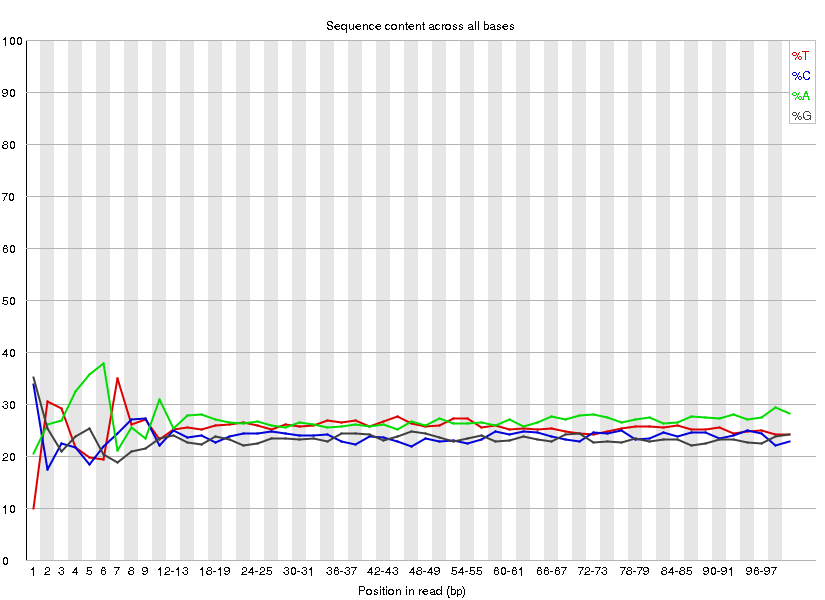 Sequence content across all bases
100
90
80
70
60
50
40
30
20
10
0
%T
%C
%A
%G
1 2 3 4 5 6 7 8 9 12-13 18-19 24-25 30-31 36-37 42-43 48-49 54-55 60-61 66-67 72-73 78-79 84-85 90-91 96-97
Position in read (bp)